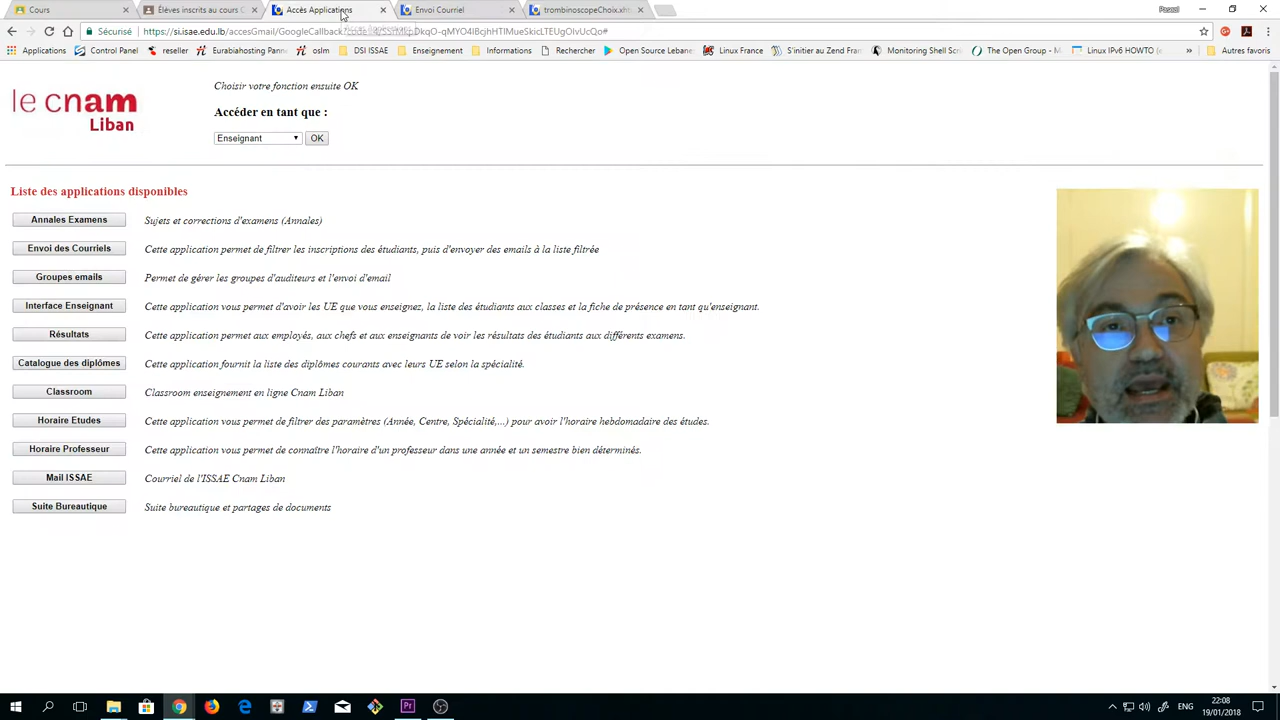 Cours
Élèves inscrits au cours C
Accès Applications
Envoi Courriel
trombinoscopeChoix.xhtm
Pascal
Sécurisé
Applications
Control Panel
reseller
Eurabiahosting Panne
oslm
DSI ISSAE
Enseignement
Informations
Rechercher
Open Source Lebanes
Linux France
S'initier au Zend Fram
Monitoring Shell Scri
The Open Group - M
Linux IPV6 HOWTO (e
»
Autres favoris
le cnam
Liban
Choisir votre fonction ensuite OK
Accéder en tant que :
Enseignant
OK
Liste des applications disponibles
Annales Examens Sujets et corrections d'examens (Annales)
Envoi des Courriels Cette application permet de filtrer les inscriptions des étudiants, puis d'envoyer des emails à la liste filtrée
Groupes emails Permet de gérer les groupes d'auditeurs et l'envoi d'email
Interface Enseignant Cette application vous permet d'avoir les UE que vous enseignez, la liste des étudiants aux classes et la fiche de présence en tant qu'enseignant.
Résultats Cette application permet aux employés, aux chefs et aux enseignants de voir les résultats des étudiants aux différents examens.
Catalogue des diplômes Cette application fournit la liste des diplômes courants avec leurs UE selon la spécialité.
Classroom Classroom enseignement en ligne Cnam Liban
Horaire Etudes Cette application vous permet de filtrer des paramètres (Année, Centre, Spécialité,...) pour avoir l'horaire hebdomadaire des études.
Horaire Professeur Cette application vous permet de connaître l'horaire d'un professeur dans une année et un semestre bien déterminés.
Mail ISSAE Courriel de l'ISSAE Cnam Liban
Suite Bureautique Suite bureautique et partages de documents
ENG
22:08
19/01/2018